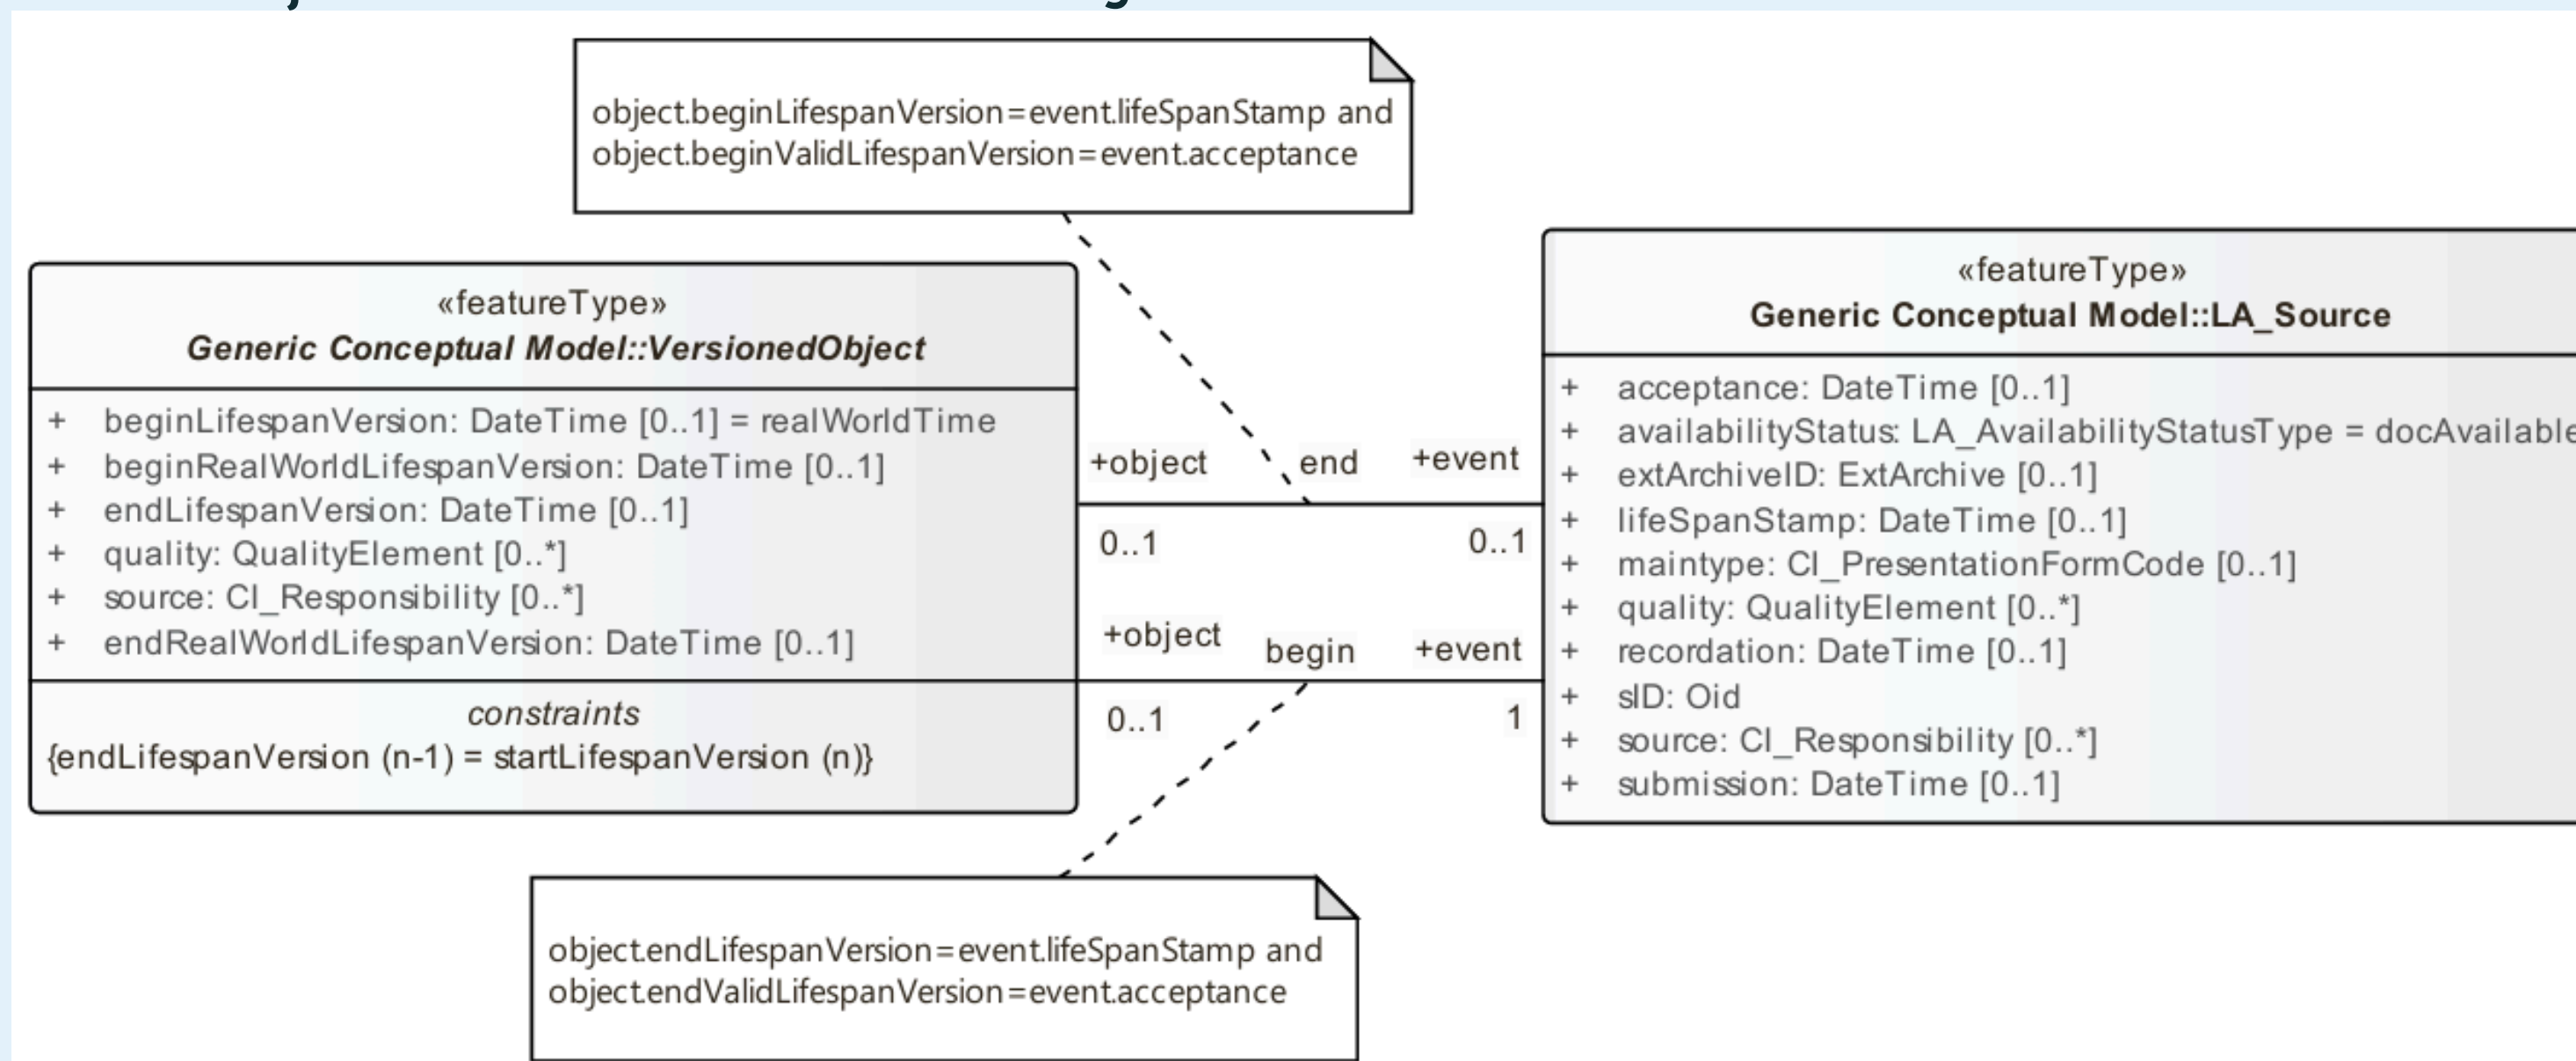 object.beginLifespanVersion=event.lifeSpanStamp and
object.beginValidLifespanVersion=event.acceptance
«featureType»
Generic Conceptual Model::VersionedObject
+ beginLifespanVersion: DateTime [0..1] = realWorldTime
+ beginRealWorldLifespanVersion: DateTime [0..1]
+ endLifespanVersion: DateTime [0..1]
+ quality: QualityElement [0..*]
+ source: CI_Responsibility [0..*]
+ endRealWorldLifespanVersion: DateTime [0..1]
constraints
{endLifespanVersion (n-1) = startLifespanVersion (n)}
+object end +event
0..1 0..1
+object begin +event
0..1 1
«featureType»
Generic Conceptual Model::LA_Source
+ acceptance: DateTime [0..1]
+ availabilityStatus: LA_AvailabilityStatusType = docAvailable
+ extArchiveID: ExtArchive [0..1]
+ lifeSpanStamp: DateTime [0..1]
+ maintype: CI_PresentationFormCode [0..1]
+ quality: QualityElement [0..*]
+ recordation: DateTime [0..1]
+ sID: Oid
+ source: CI_Responsibility [0..*]
+ submission: DateTime [0..1]
object.endLifespanVersion=event.lifeSpanStamp and
object.endValidLifespanVersion=event.acceptance